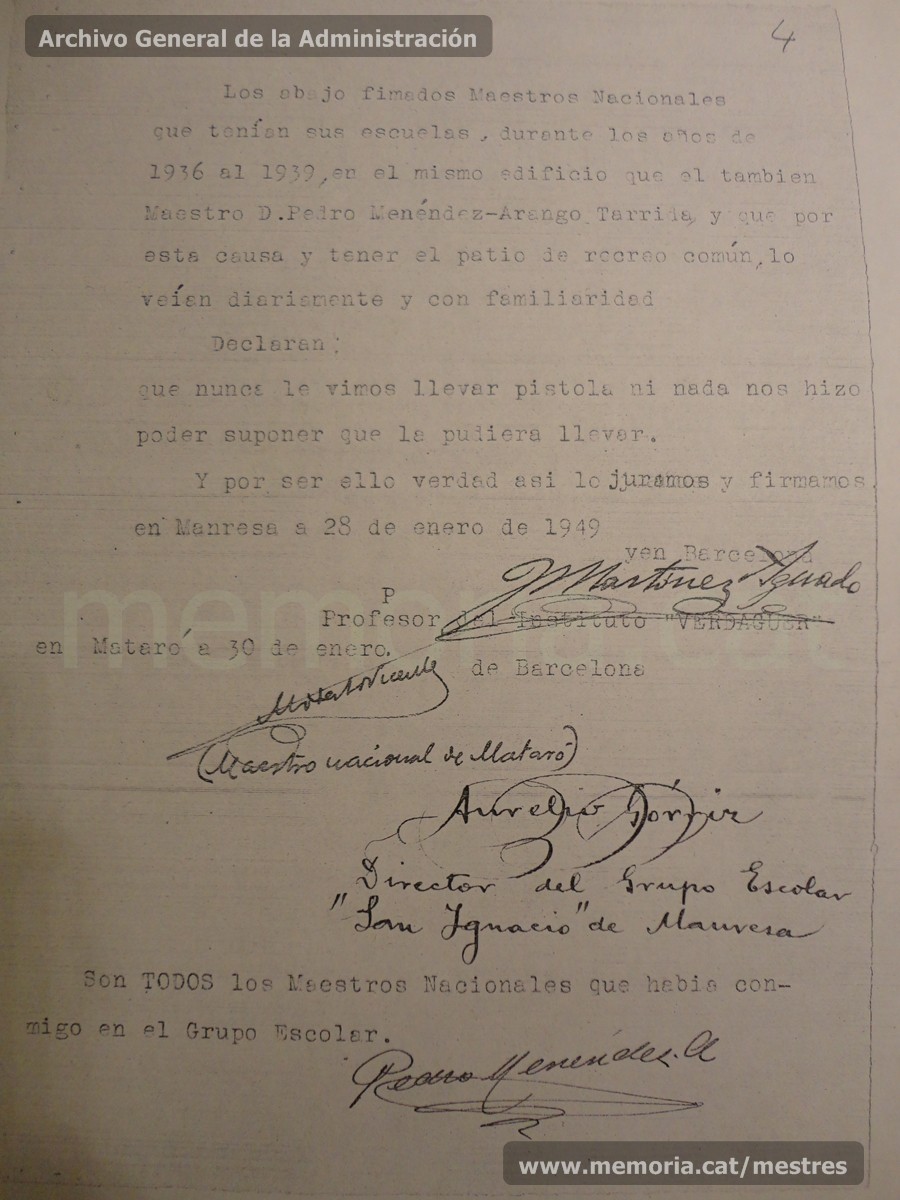 Archivo General de la Administración
4
Los abajo fimados Maestros Nacionales
que tenían sus escuelas, durante los años de
1936 al 1939, en el mismo edificio que el tambien
Maestro D. Pedro Menéndez-Arango Tarrida, y que por
esta causa y tener el patio de recreo común, lo
veían diariamente y con familiaridad
Declaran:
que nunca le vimos llevar pistola ni nada nos hizo
poder suponer que la pudiera llevar.
Y por ser ello verdad asi lo juramos y firmamos
en Manresa a 28 de enero de 1949
yen Barcelona
J Martínez Aguado
P
Profesor del Instituto "VERDAGUER"
en Mataró a 30 de enero.
de Barcelona
Vicente
(Maestro nacional de Mataró)
Aurelio Górriz
Director del Grupo Escolar
"San Ignacio" de Manresa
Son TODOS los Maestros Nacionales que habia con-
migo en el Grupo Escolar.
Pedro Menéndez A
www.memoria.cat/mestres